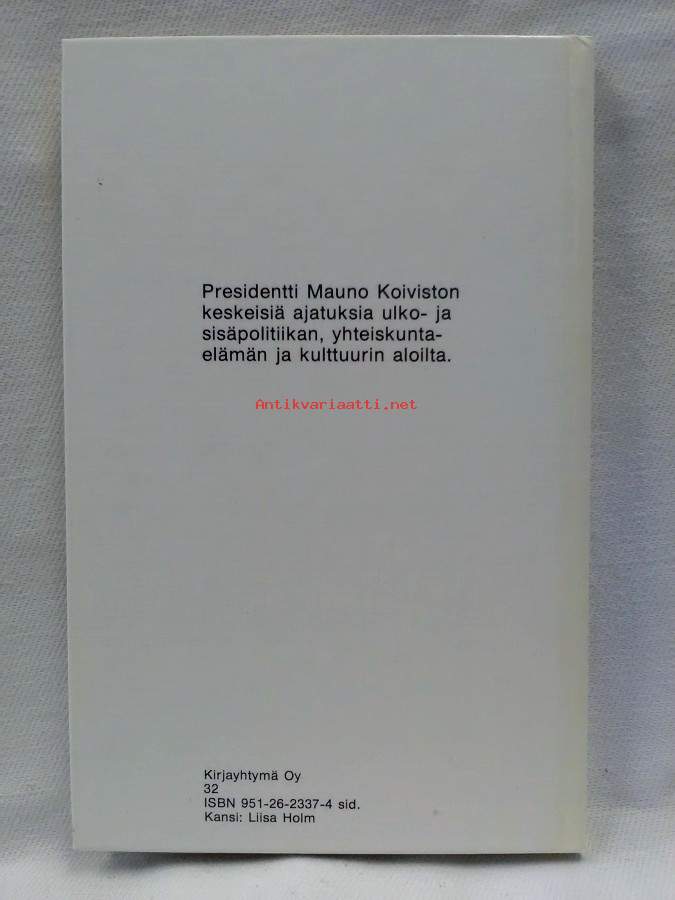 Presidentti Mauno Koiviston
keskeisiä ajatuksia ulko- ja
sisäpolitiikan, yhteiskunta-
elämän ja kulttuurin aloilta.
Antikvariaatti.net
Kirjayhtymä Oy
32
ISBN 951-26-2337-4 sid.
Kansi: Liisa Holm